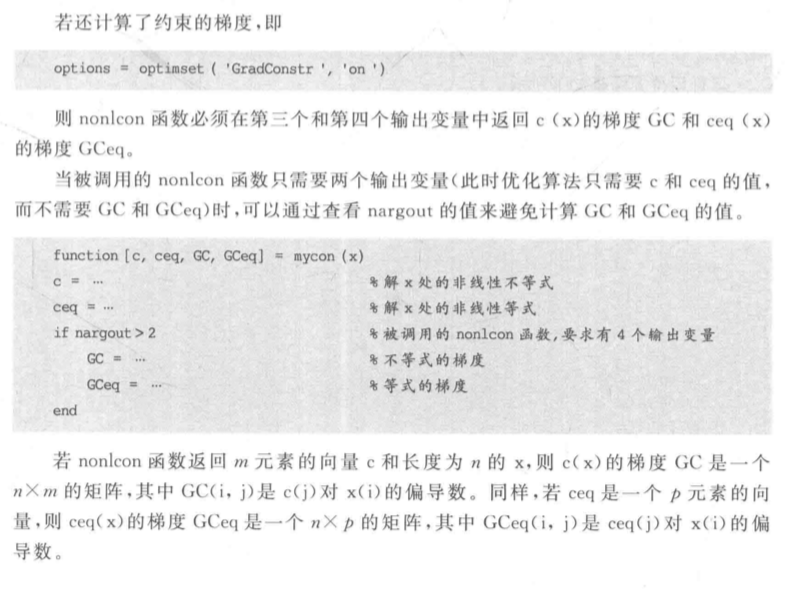 若还计算了约束的梯度,即
options = optimset ( 'GradConstr ', 'on ')
则 nonlcon 函数必须在第三个和第四个输出变量中返回 c (x)的梯度 GC 和 ceq (x)
的梯度 GCeq。
当被调用的 nonlcon 函数只需要两个输出变量(此时优化算法只需要 c 和 ceq 的值,
而不需要 GC 和 GCeq)时,可以通过查看 nargout 的值来避免计算 GC 和 GCeq 的值。
function [c, ceq, GC, GCeq] = mycon (x)
c = … % 解 x 处的非线性不等式
ceq = … % 解 x 处的非线性等式
if nargout>2 % 被调用的 nonlcon 函数,要求有 4 个输出变量
GC = … % 不等式的梯度
GCeq = … % 等式的梯度
end
若 nonlcon 函数返回 m 元素的向量 c 和长度为 n 的 x,则 c(x)的梯度 GC 是一个
n×m 的矩阵,其中 GC(i, j)是 c(j)对 x(i)的偏导数。同样,若 ceq 是一个 p 元素的向
量,则 ceq(x)的梯度 GCeq 是一个 n×p 的矩阵,其中 GCeq(i, j)是 ceq(j)对 x(i)的偏
导数。